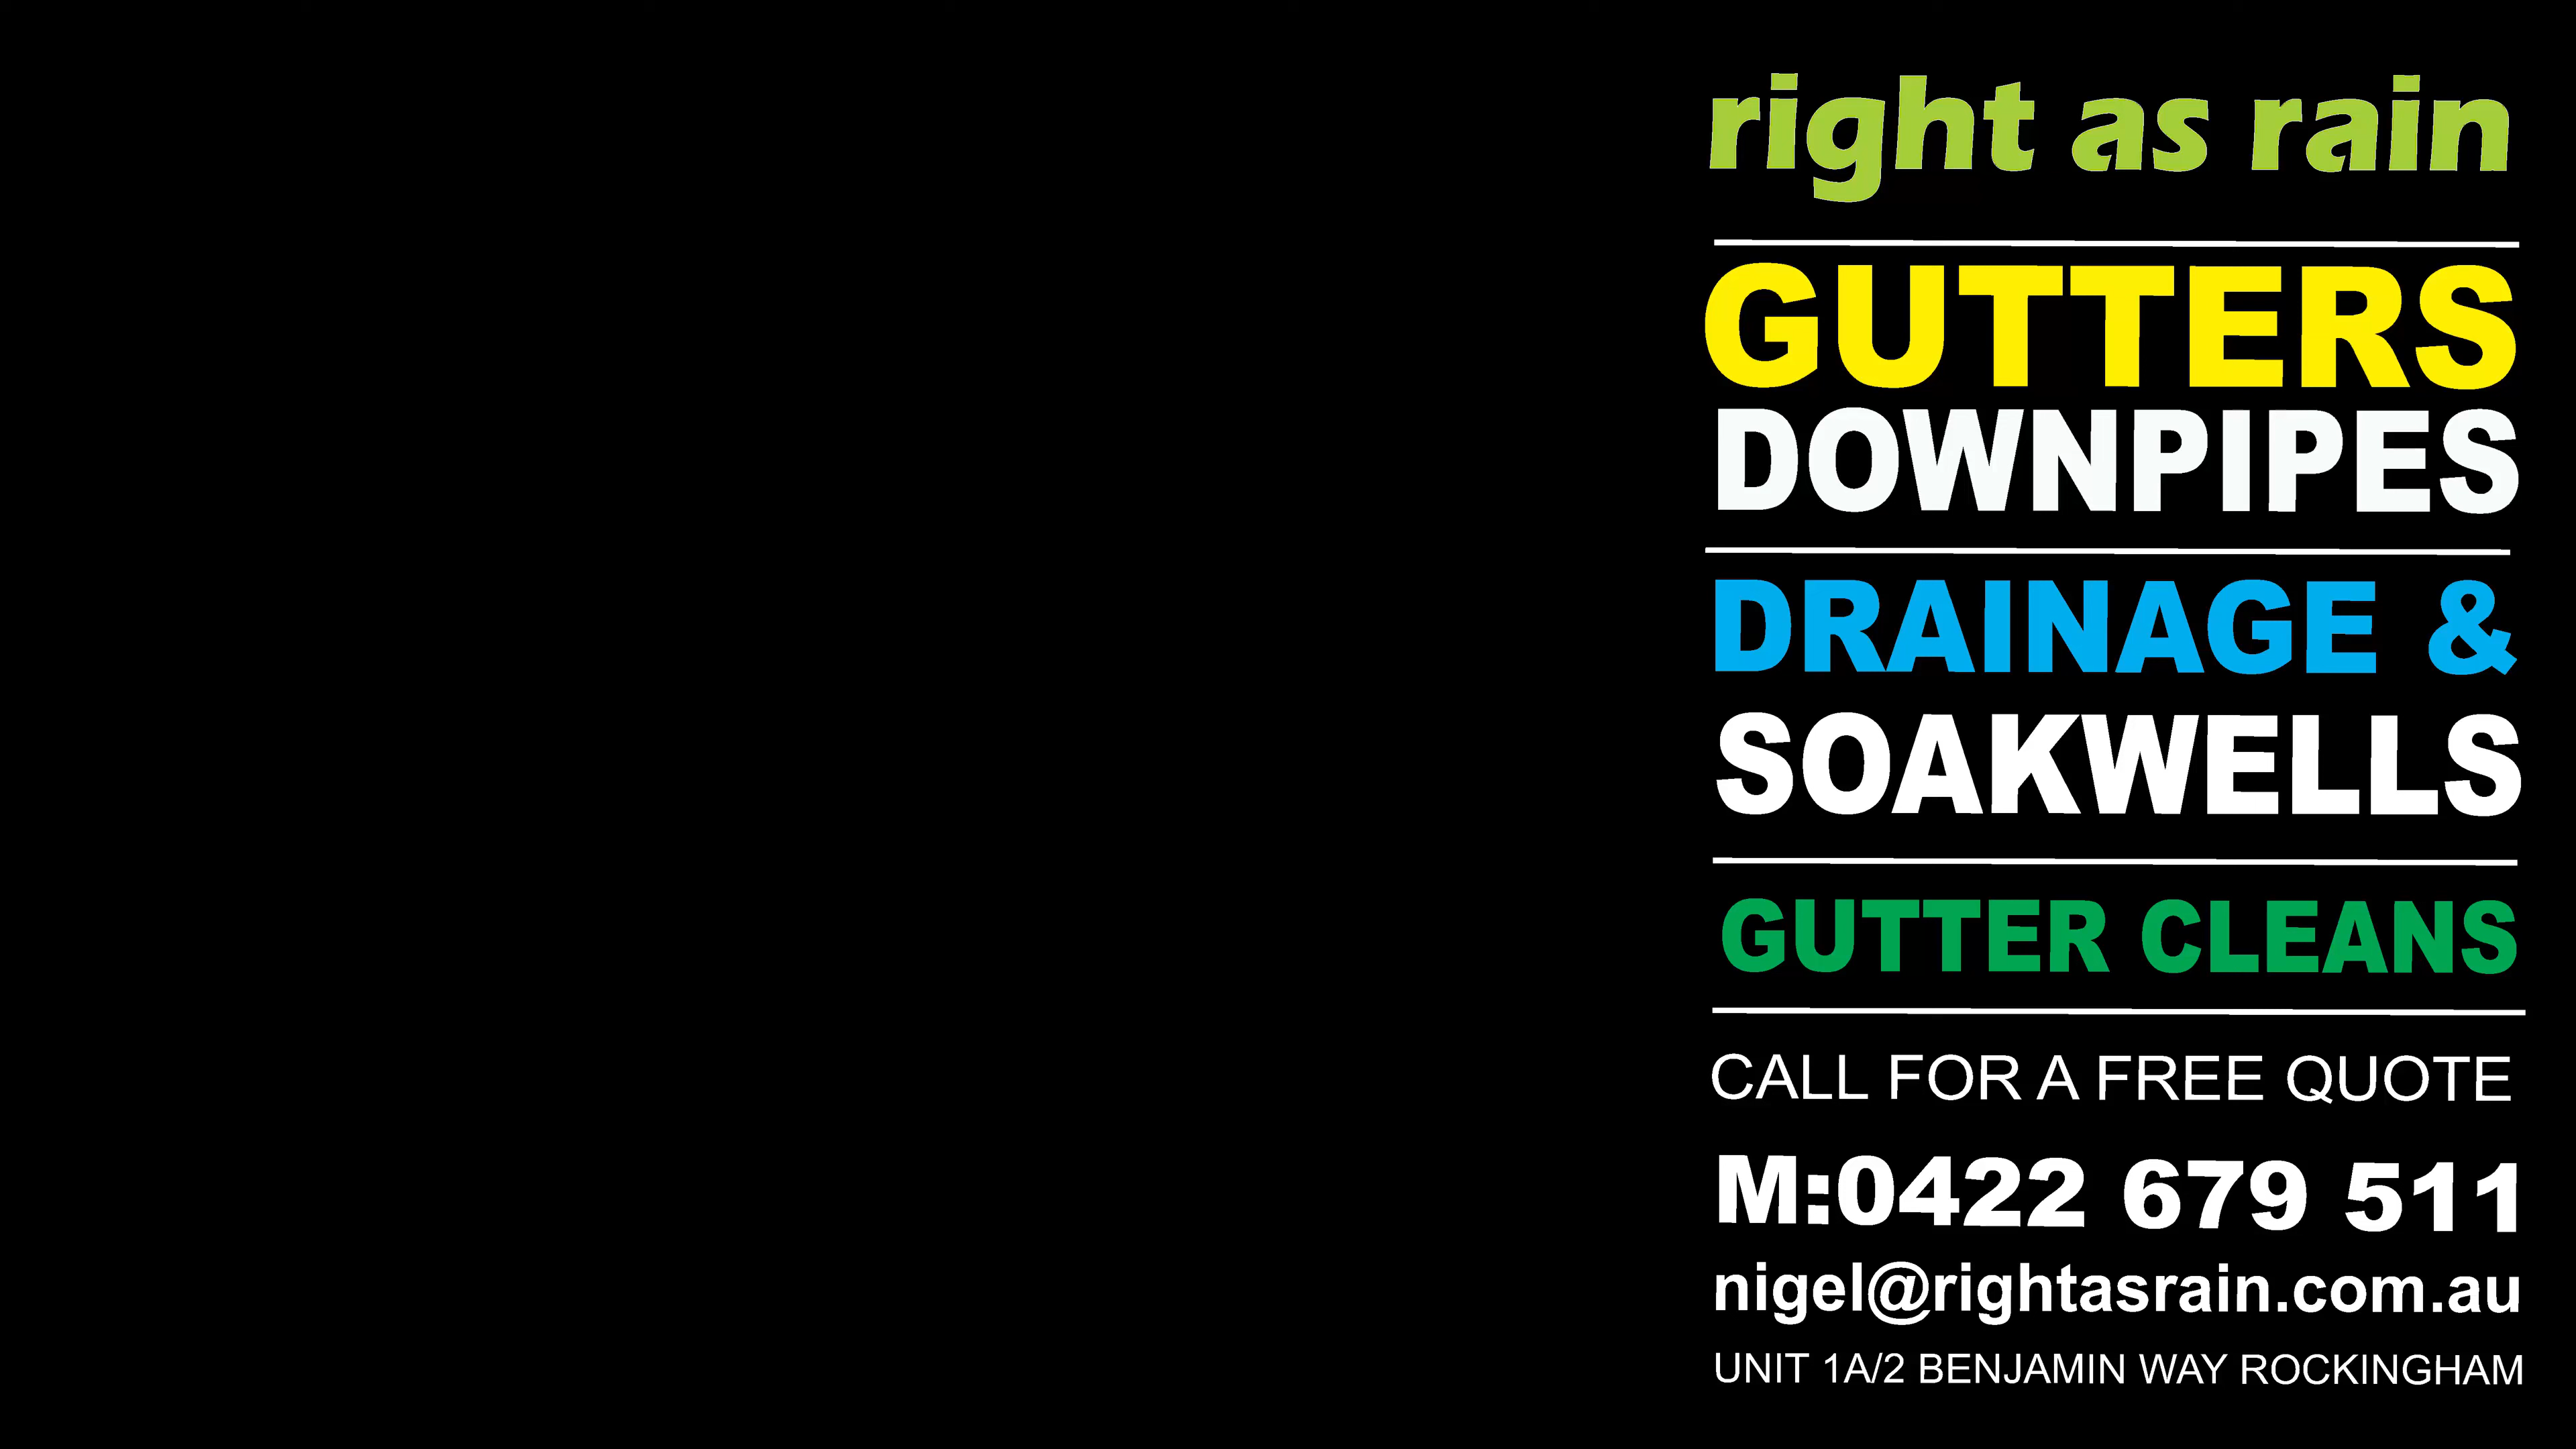 right as rain
GUTTERS
DOWNPIPES
DRAINAGE &
SOAKWELLS
GUTTER CLEANS
CALL FOR A FREE QUOTE
M:0422 679 511
nigel@rightasrain.com.au
UNIT 1A/2 BENJAMIN WAY ROCKINGHAM